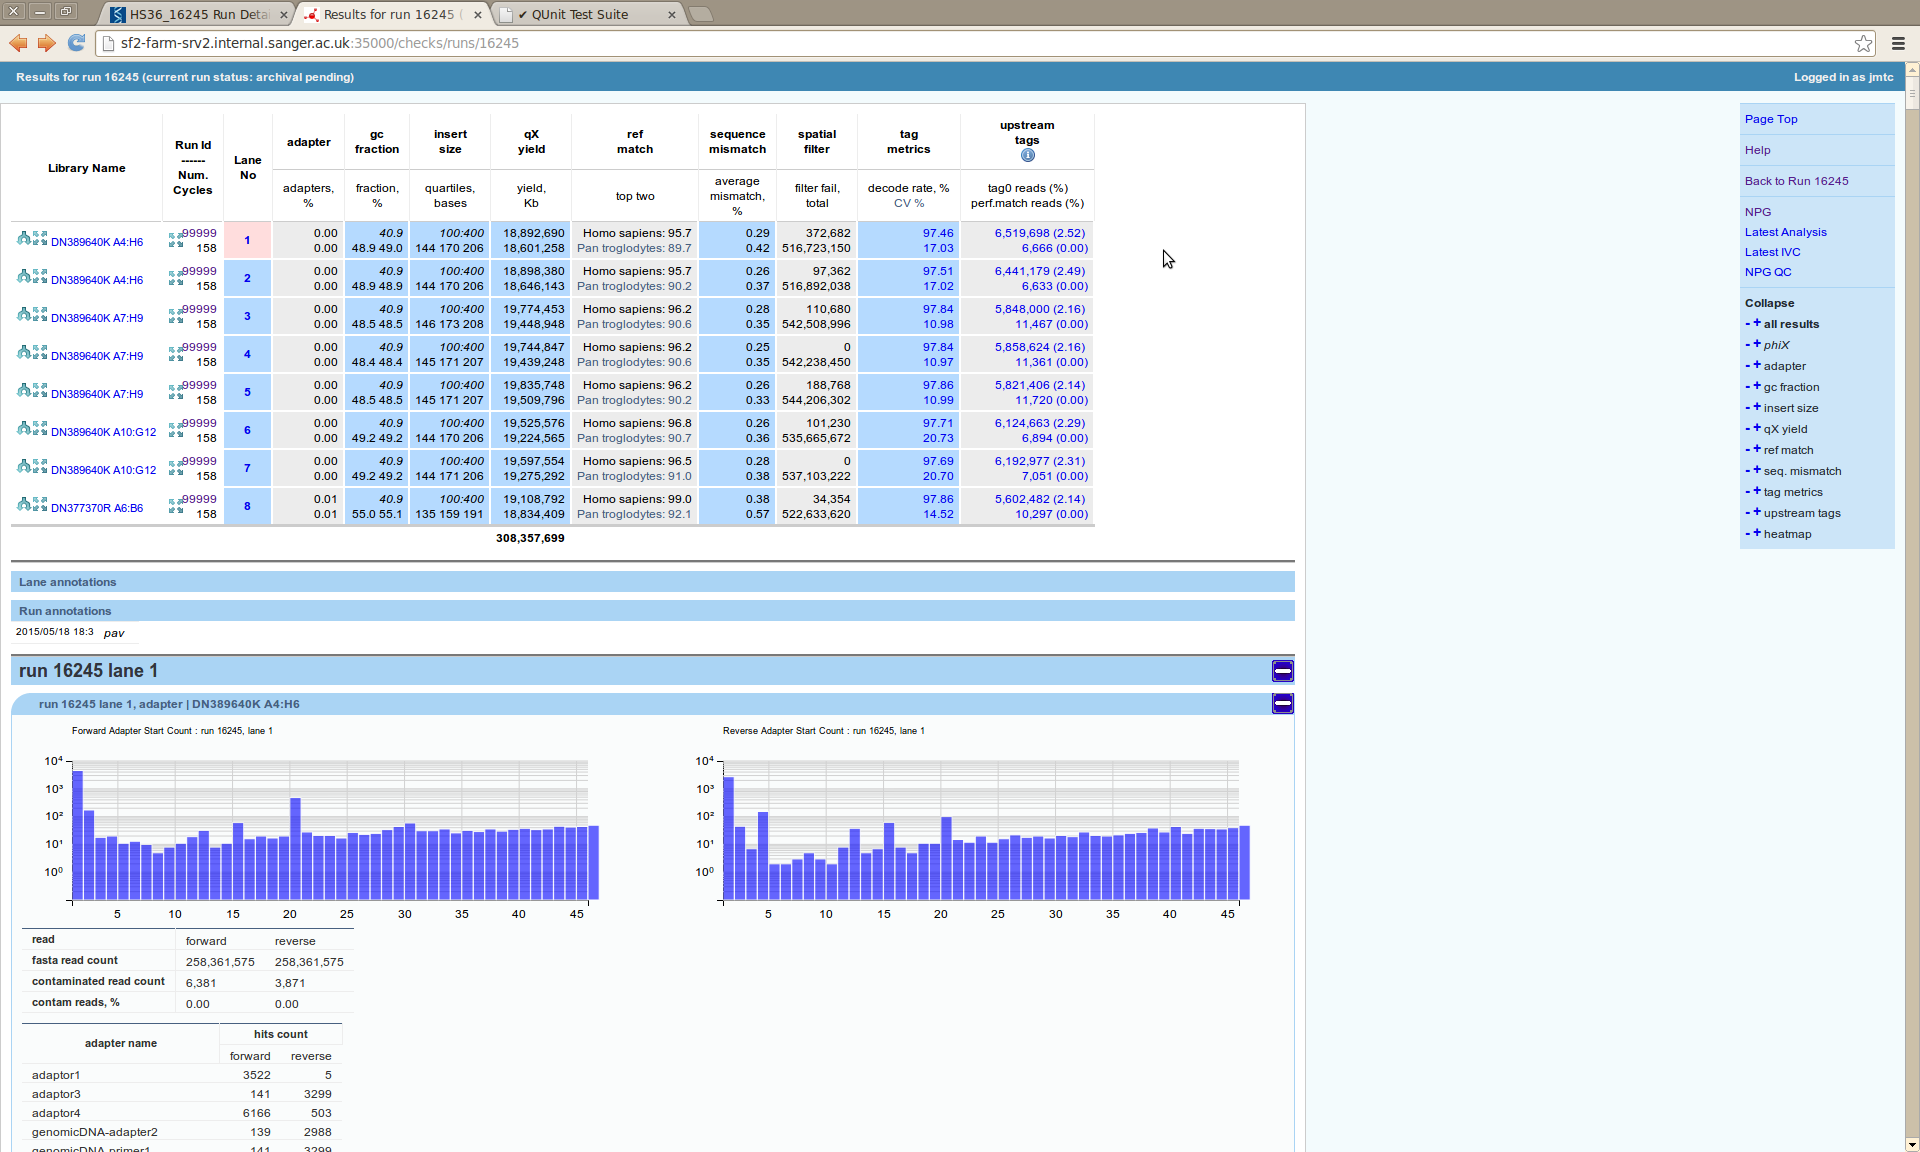 HS36_16245 Run Deta
Results for run 16245 (
✔ QUnit Test Suite
sf2-farm-srv2.internal.sanger.ac.uk:35000/checks/runs/16245
Results for run 16245 (current run status: archival pending)
Logged in as jmtc
Library Name
Run Id
------
Num.
Cycles
Lane
No
adapter
gc
fraction
insert
size
qX
yield
ref
match
sequence
mismatch
spatial
filter
tag
metrics
upstream
tags
adapters,
%
fraction,
%
quartiles,
bases
yield,
Kb
top two
average
mismatch,
%
filter fail,
total
decode rate, %
CV %
tag0 reads (%)
perf.match reads (%)
DN389640K A4:H6 99999 1 0.00 40.9 100:400 18,892,690 Homo sapiens: 95.7 0.29 372,682 97.46 6,519,698 (2.52)
158 0.00 48.9 49.0 144 170 206 18,601,258 Pan troglodytes: 89.7 0.42 516,723,150 17.03 6,666 (0.00)
DN389640K A4:H6 99999 2 0.00 40.9 100:400 18,898,380 Homo sapiens: 95.7 0.26 97,362 97.51 6,441,179 (2.49)
158 0.00 48.9 48.9 144 170 206 18,646,143 Pan troglodytes: 90.2 0.37 516,892,038 17.02 6,633 (0.00)
DN389640K A7:H9 99999 3 0.00 40.9 100:400 19,774,453 Homo sapiens: 96.2 0.28 110,680 97.84 5,848,000 (2.16)
158 0.00 48.5 48.5 146 173 208 19,448,948 Pan troglodytes: 90.6 0.35 542,508,996 10.98 11,467 (0.00)
DN389640K A7:H9 99999 4 0.00 40.9 100:400 19,744,847 Homo sapiens: 96.2 0.25 0 97.84 5,858,624 (2.16)
158 0.00 48.4 48.4 145 171 207 19,439,248 Pan troglodytes: 90.6 0.35 542,238,450 10.97 11,361 (0.00)
DN389640K A7:H9 99999 5 0.00 40.9 100:400 19,835,748 Homo sapiens: 96.2 0.26 188,768 97.86 5,821,406 (2.14)
158 0.00 48.5 48.5 145 171 207 19,509,796 Pan troglodytes: 90.2 0.33 544,206,302 10.99 11,720 (0.00)
DN389640K A10:G12 99999 6 0.00 40.9 100:400 19,525,576 Homo sapiens: 96.8 0.26 101,230 97.71 6,124,663 (2.29)
158 0.00 49.2 49.2 144 170 206 19,224,565 Pan troglodytes: 90.7 0.36 535,665,672 20.73 6,894 (0.00)
DN389640K A10:G12 99999 7 0.00 40.9 100:400 19,597,554 Homo sapiens: 96.5 0.28 0 97.69 6,192,977 (2.31)
158 0.00 49.2 49.2 144 171 206 19,275,292 Pan troglodytes: 91.0 0.38 537,103,222 20.70 7,051 (0.00)
DN377370R A6:B6 99999 8 0.01 40.9 100:400 19,108,792 Homo sapiens: 99.0 0.38 34,354 97.86 5,602,482 (2.14)
158 0.01 55.0 55.1 135 159 191 18,834,409 Pan troglodytes: 92.1 0.57 522,633,620 14.52 10,297 (0.00)
308,357,699
Page Top
Help
Back to Run 16245
NPG
Latest Analysis
Latest IVC
NPG QC
Collapse
- + all results
- + phiX
- + adapter
- + gc fraction
- + insert size
- + qX yield
- + ref match
- + seq. mismatch
- + tag metrics
- + upstream tags
- + heatmap
Lane annotations
Run annotations
2015/05/18 18:3 pav
run 16245 lane 1
run 16245 lane 1, adapter | DN389640K A4:H6
Forward Adapter Start Count : run 16245, lane 1
10⁴
10³
10²
10¹
10⁰
5 10 15 20 25 30 35 40 45
Reverse Adapter Start Count : run 16245, lane 1
10⁴
10³
10²
10¹
10⁰
5 10 15 20 25 30 35 40 45
read forward reverse
fasta read count 258,361,575 258,361,575
contaminated read count 6,381 3,871
contam reads, % 0.00 0.00
adapter name hits count
forward reverse
adaptor1 3522 5
adaptor3 141 3299
adaptor4 6166 503
genomicDNA-adapter2 139 2988
genomicDNA-primer1 141 3299